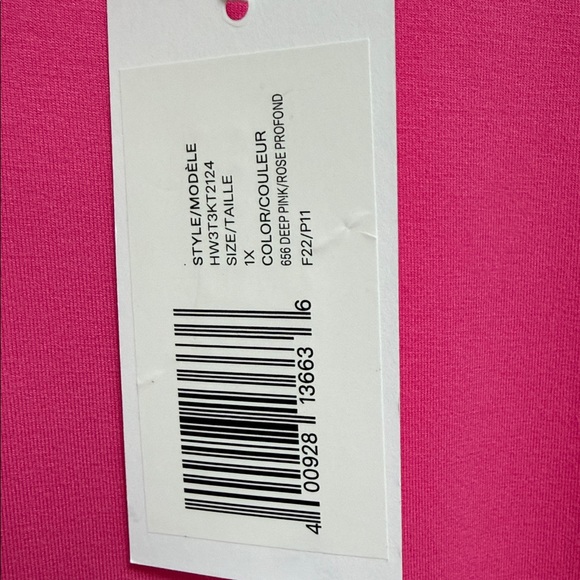 STYLE/MODÈLE
HW3T3KT2124
SIZE/TAILLE
1X
COLOR/COULEUR
656 DEEP PINK/ROSE PROFOND
F22/P11
4 00928 13663 6